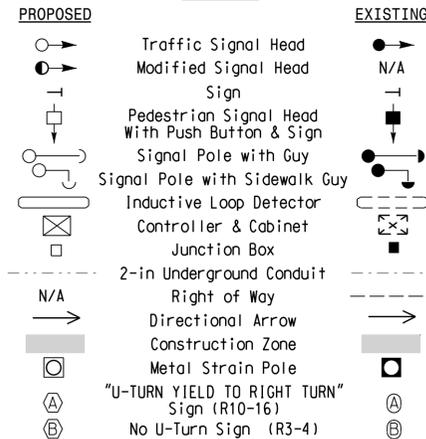 PROPOSED EXISTING
Traffic Signal Head
Modified Signal Head N/A
Sign
Pedestrian Signal Head
With Push Button & Sign
Signal Pole with Guy
Signal Pole with Sidewalk Guy
Inductive Loop Detector
Controller & Cabinet
Junction Box
2-in Underground Conduit
N/A Right of Way
Directional Arrow
Construction Zone
Metal Strain Pole
"U-TURN YIELD TO RIGHT TURN"
A Sign (R10-16) A
B No U-Turn Sign (R3-4) B